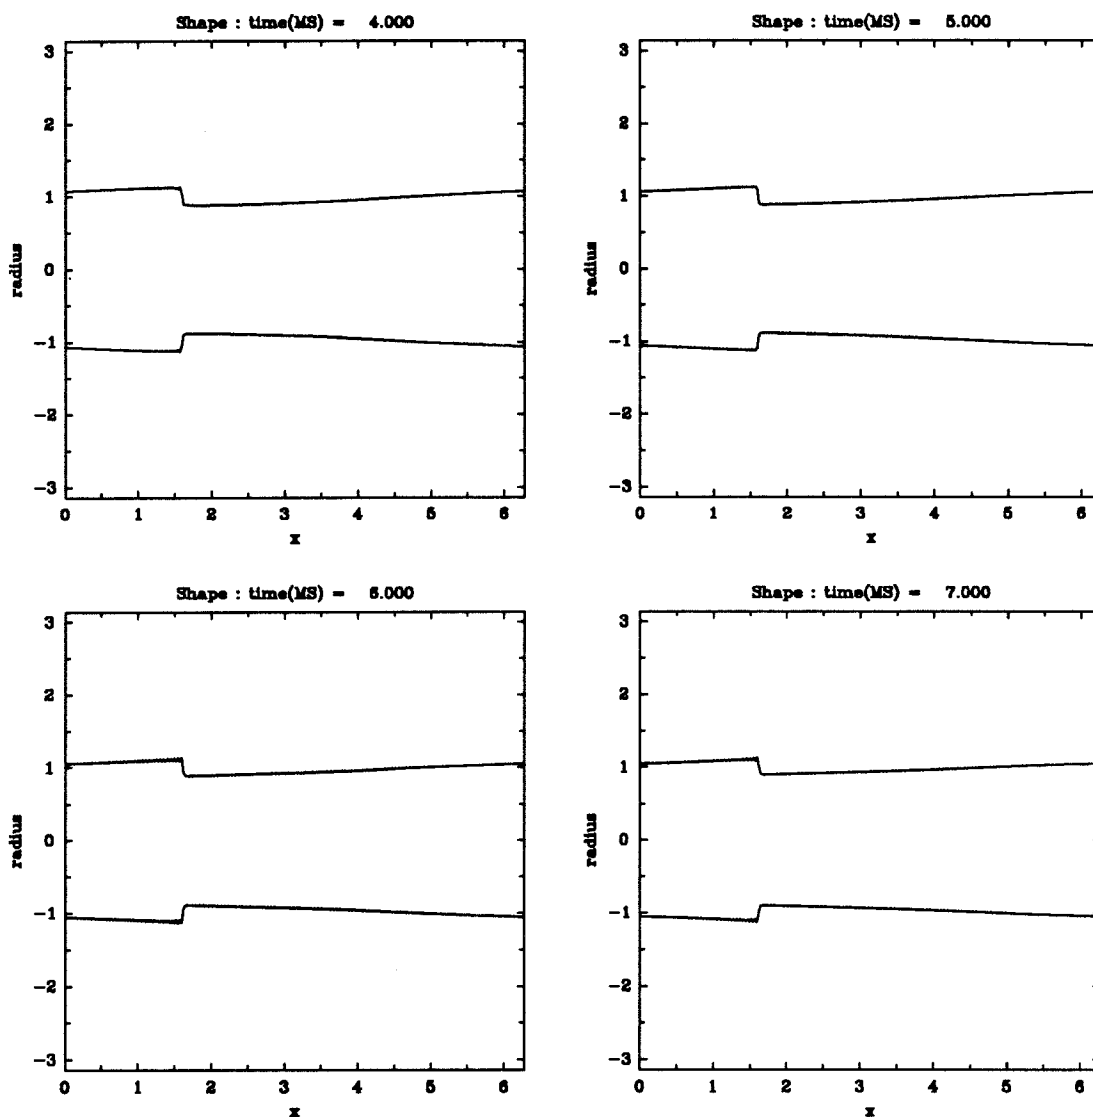 Shape : time(MS) = 4.000
3
2
1
0
−1
−2
−3
radius
0 1 2 3 4 5 6
x
Shape : time(MS) = 5.000
3
2
1
0
−1
−2
−3
radius
0 1 2 3 4 5 6
x
Shape : time(MS) = 6.000
3
2
1
0
−1
−2
−3
radius
0 1 2 3 4 5 6
x
Shape : time(MS) = 7.000
3
2
1
0
−1
−2
−3
radius
0 1 2 3 4 5 6
x